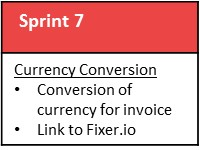 Sprint 7
Currency Conversion
• Conversion of
currency for invoice
• Link to Fixer.io